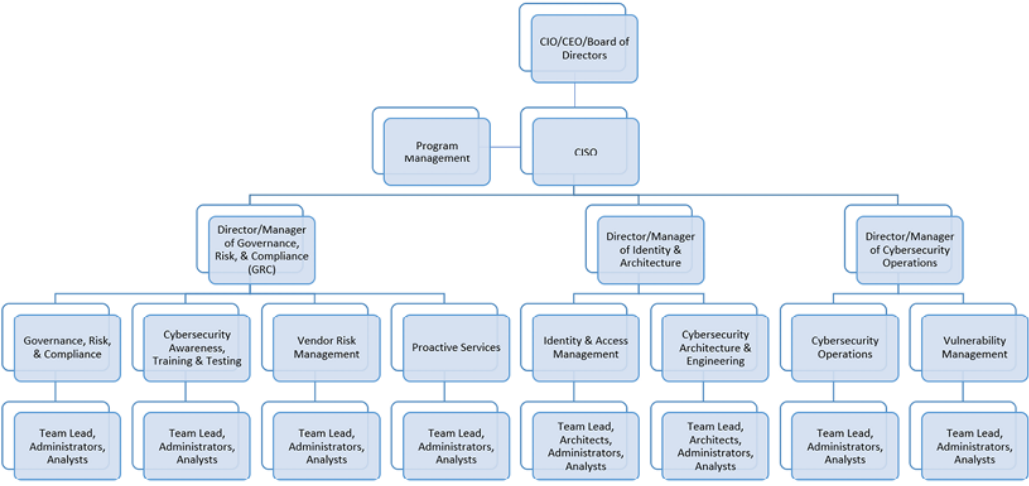 CIO/CEO/Board of
Directors
Program
Management
CISO
Director/Manager
of Governance,
Risk, & Compliance
(GRC)
Director/Manager
of Identity &
Architecture
Director/Manager
of Cybersecurity
Operations
Governance, Risk,
& Compliance
Cybersecurity
Awareness,
Training & Testing
Vendor Risk
Management
Proactive Services
Identity & Access
Management
Cybersecurity
Architecture &
Engineering
Cybersecurity
Operations
Vulnerability
Management
Team Lead,
Administrators,
Analysts
Team Lead,
Administrators,
Analysts
Team Lead,
Administrators,
Analysts
Team Lead,
Administrators,
Analysts
Team Lead,
Architects,
Administrators,
Analysts
Team Lead,
Architects,
Administrators,
Analysts
Team Lead,
Administrators,
Analysts
Team Lead,
Administrators,
Analysts